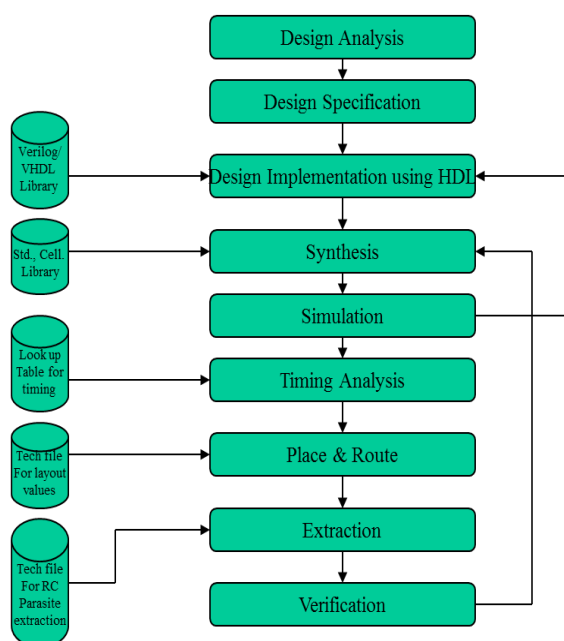 Design Analysis
Design Specification
Verilog/
VHDL
Library
Design Implementation using HDL
Std., Cell.
Library
Synthesis
Simulation
Look up
Table for
timing
Timing Analysis
Tech file
For layout
values
Place & Route
Tech file
For RC
Parasite
extraction
Extraction
Verification